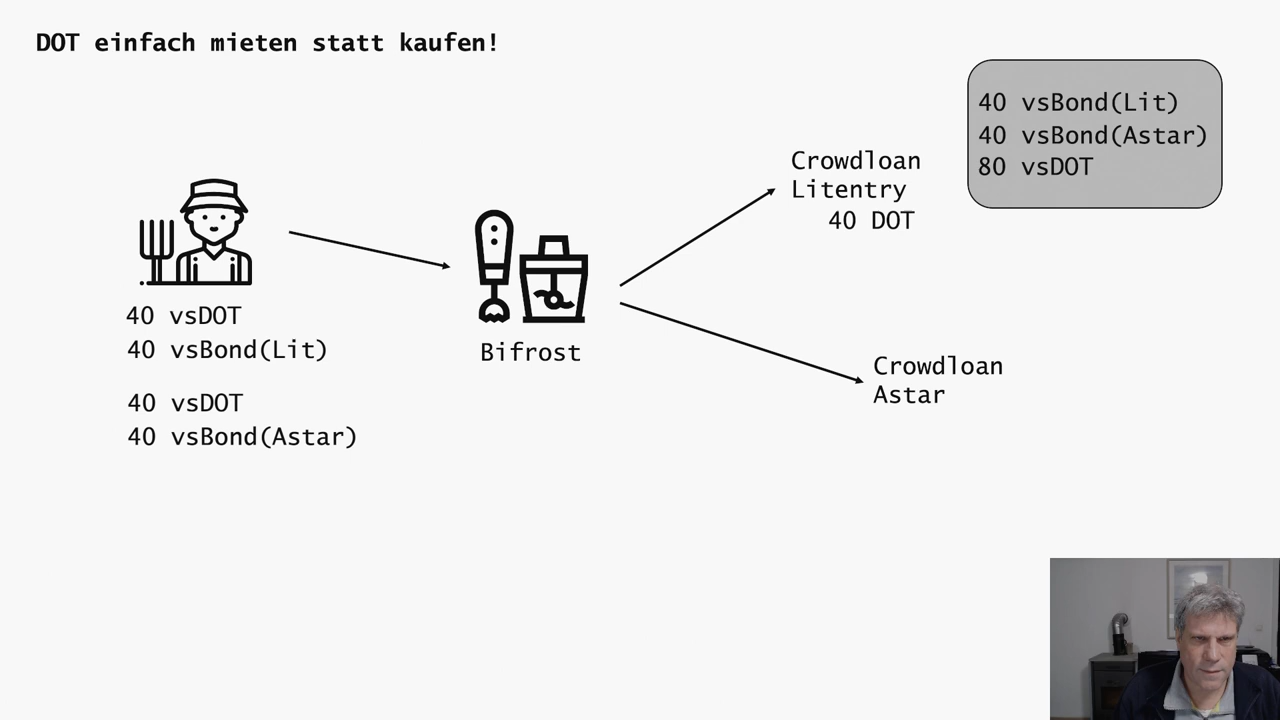 DOT einfach mieten statt kaufen!
40 vsBond(Lit)
40 vsBond(Astar)
80 vsDOT
Crowdloan
Litentry
40 DOT
40 vsDOT
40 vsBond(Lit)
40 vsDOT
40 vsBond(Astar)
Bifrost
Crowdloan
Astar